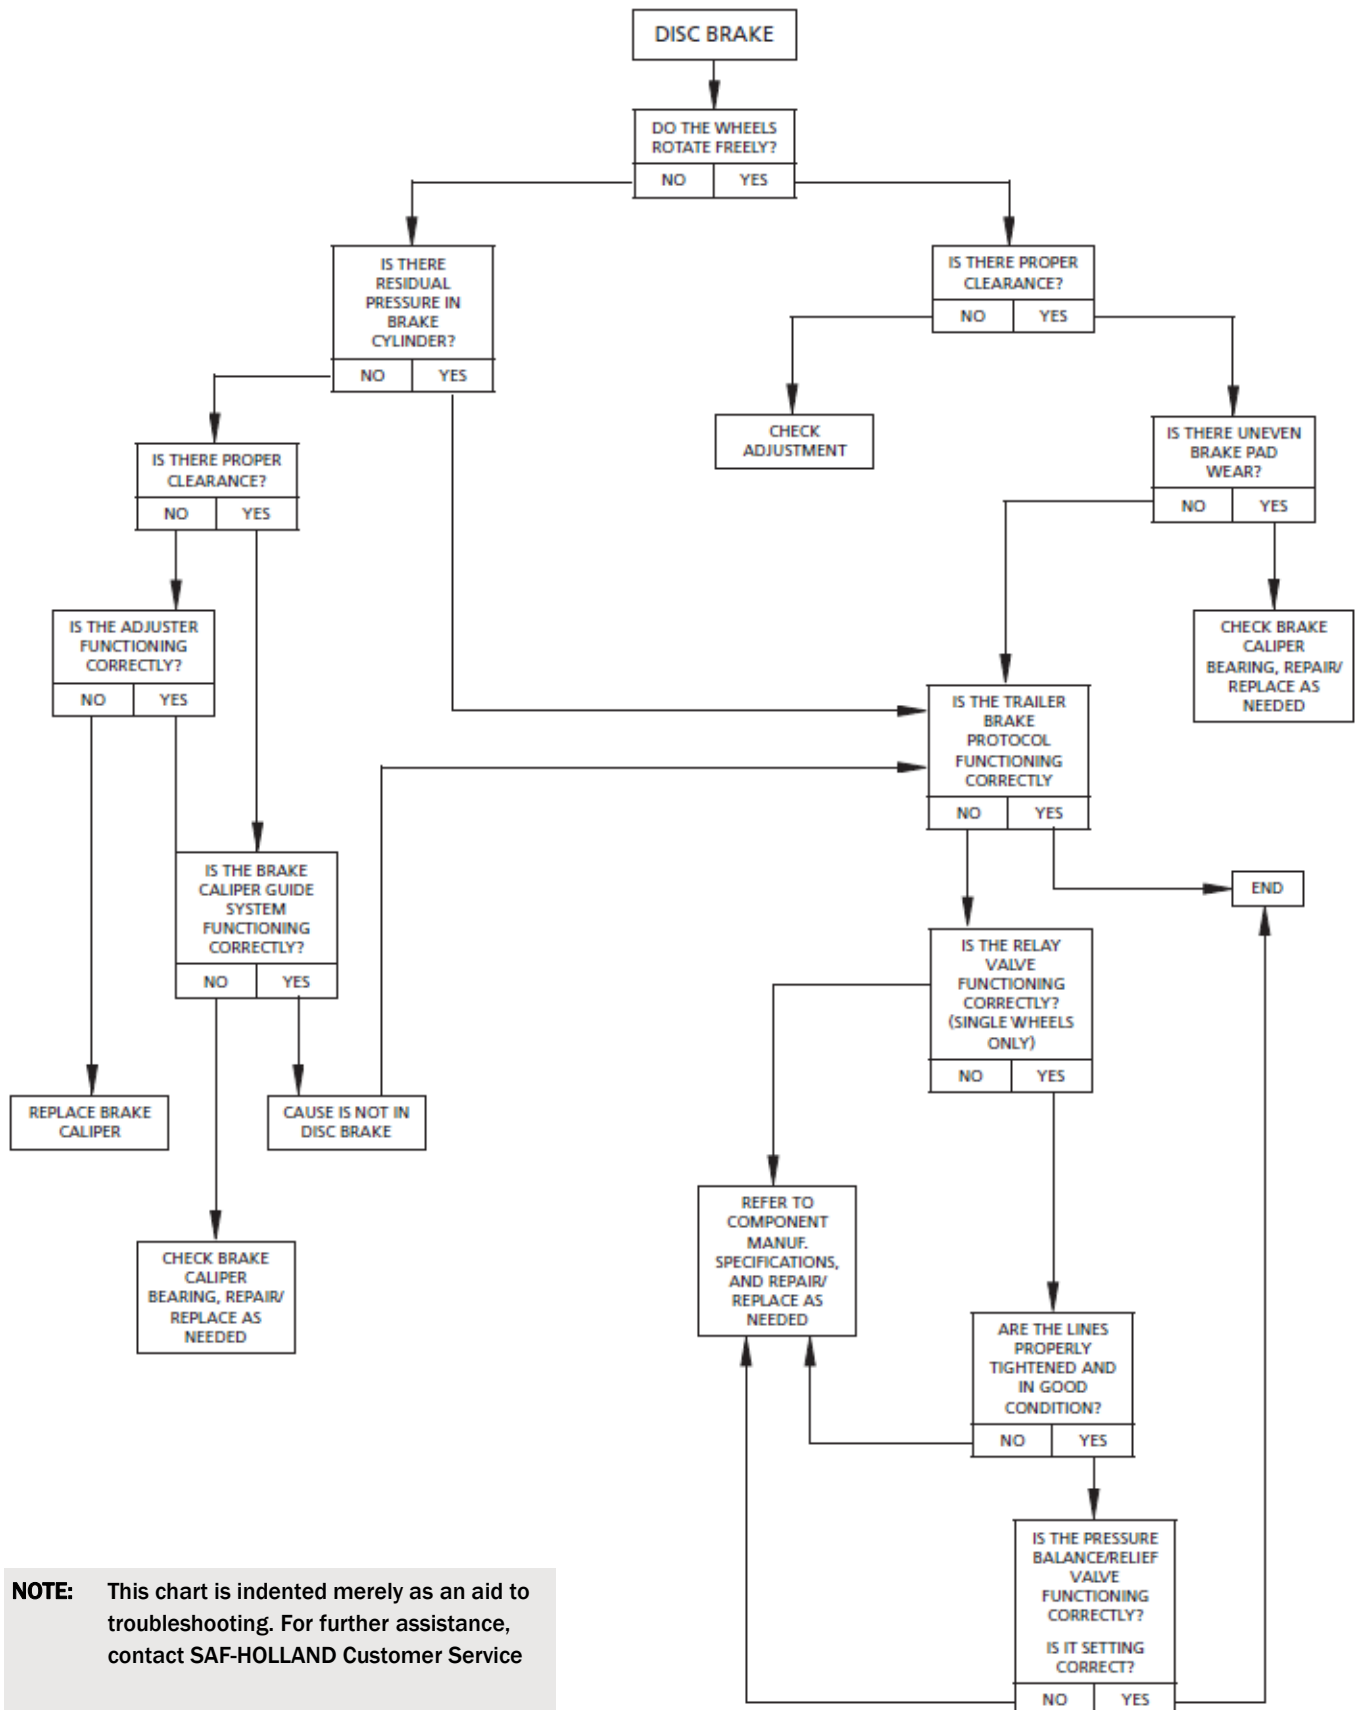 DISC BRAKE
DO THE WHEELS
ROTATE FREELY?
NO YES
IS THERE
RESIDUAL
PRESSURE IN
BRAKE
CYLINDER?
NO YES
IS THERE PROPER
CLEARANCE?
NO YES
CHECK
ADJUSTMENT
IS THERE UNEVEN
BRAKE PAD
WEAR?
NO YES
IS THERE PROPER
CLEARANCE?
NO YES
IS THE ADJUSTER
FUNCTIONING
CORRECTLY?
NO YES
CHECK BRAKE
CALIPER
BEARING, REPAIR/
REPLACE AS
NEEDED
IS THE TRAILER
BRAKE
PROTOCOL
FUNCTIONING
CORRECTLY
NO YES
IS THE BRAKE
CALIPER GUIDE
SYSTEM
FUNCTIONING
CORRECTLY?
NO YES
END
IS THE RELAY
VALVE
FUNCTIONING
CORRECTLY?
(SINGLE WHEELS
ONLY)
NO YES
REPLACE BRAKE
CALIPER
CAUSE IS NOT IN
DISC BRAKE
REFER TO
COMPONENT
MANUF.
SPECIFICATIONS,
AND REPAIR/
REPLACE AS
NEEDED
CHECK BRAKE
CALIPER
BEARING, REPAIR/
REPLACE AS
NEEDED
ARE THE LINES
PROPERLY
TIGHTENED AND
IN GOOD
CONDITION?
NO YES
IS THE PRESSURE
BALANCE/RELIEF
VALVE
FUNCTIONING
CORRECTLY?
IS IT SETTING
CORRECT?
NO YES
NOTE: This chart is indented merely as an aid to
troubleshooting. For further assistance,
contact SAF-HOLLAND Customer Service